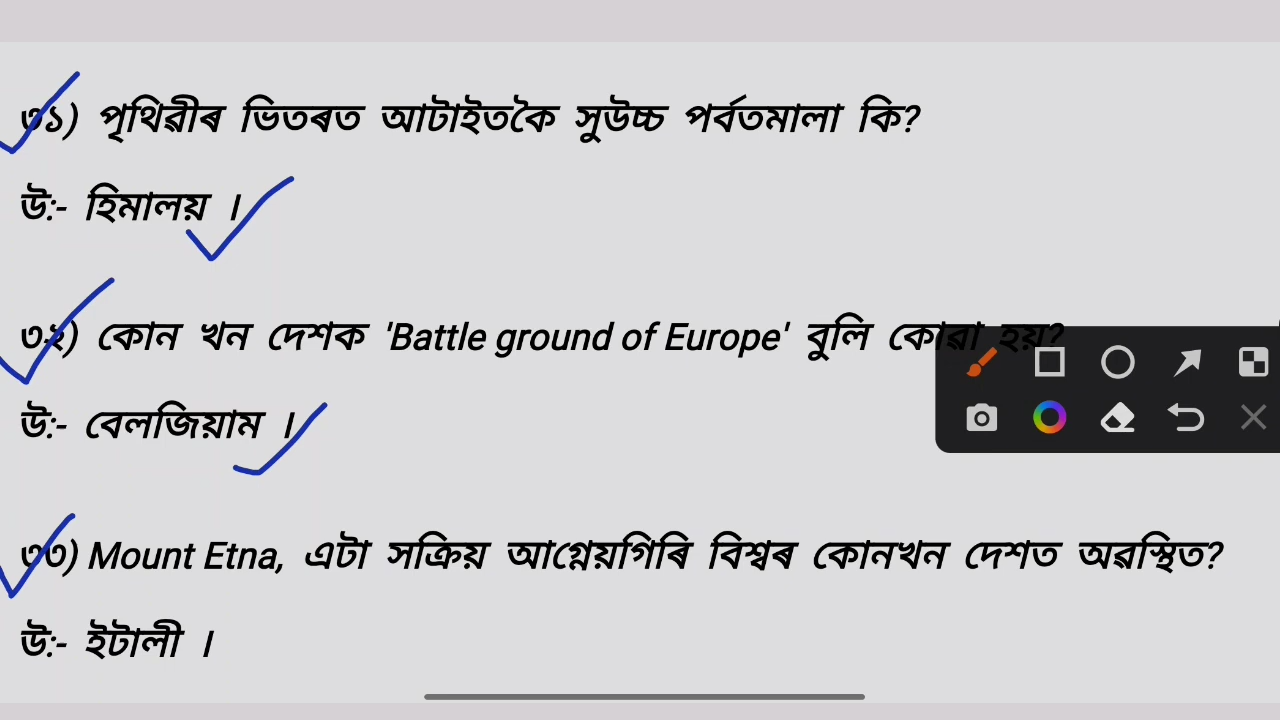 ৩১) পৃথিৱীৰ ভিতৰত আটাইতকৈ সুউচ্চ পৰ্বতমালা কি?
উ:- হিমালয় ।
৩২) কোন খন দেশক 'Battle ground of Europe' বুলি কোৱা হয়?
উ:- বেলজিয়াম ।
৩৩) Mount Etna, এটা সক্ৰিয় আগ্নেয়গিৰি বিশ্বৰ কোনখন দেশত অৱস্থিত?
উ:- ইটালী ।